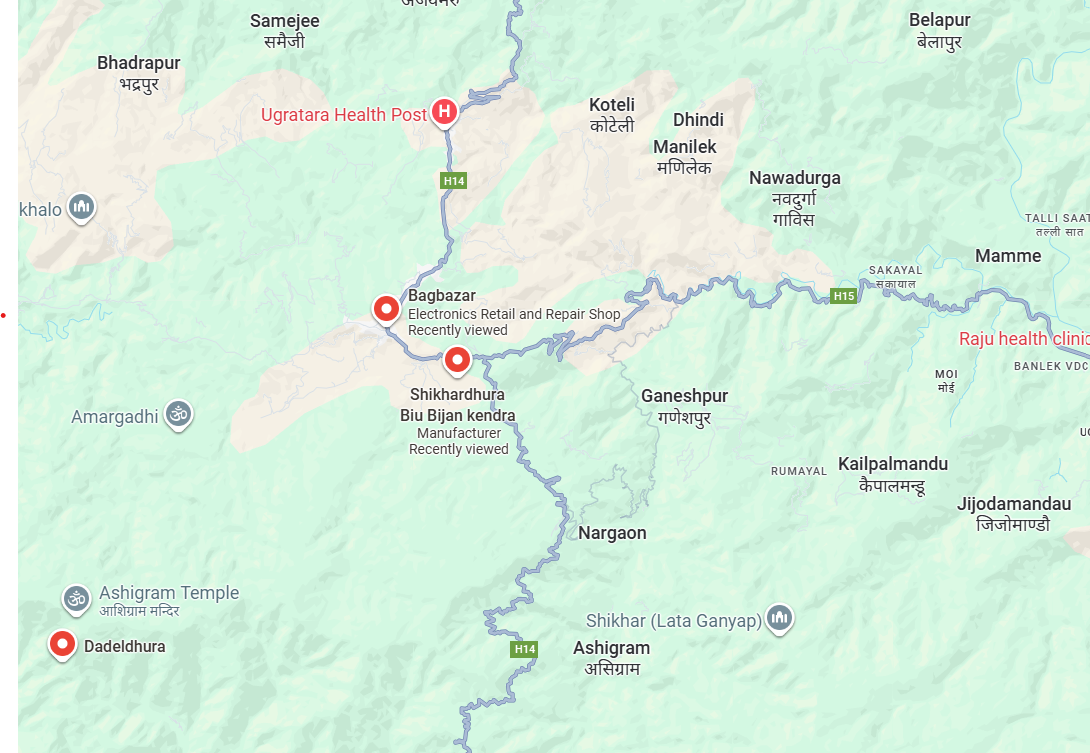 अजयमेरु
Samejee
समैजी
Belapur
बेलापुर
Bhadrapur
भद्रपुर
Ugratara Health Post
H
Koteli
कोटेली
Dhindi
Manilek
मणिलेक
H14
Nawadurga
नवदुर्गा
गाविस
khalo
TALLI SAAT
तल्ली सात
Mamme
SAKAYAL
सकायाल
H15
Bagbazar
Electronics Retail and Repair Shop
Recently viewed
Raju health clinic
BANLEK VDC
MOI
मोई
Shikhardhura
Biu Bijan kendra
Manufacturer
Recently viewed
Ganeshpur
गणेशपुर
Amargadhi
ॐ
RUMAYAL
Kailpalmandu
कैपालमन्डू
Jijodamandau
जिजोमाण्डौ
Nargaon
ॐ
Ashigram Temple
आशिग्राम मन्दिर
Shikhar (Lata Ganyap)
Dadeldhura
H14
Ashigram
असिग्राम